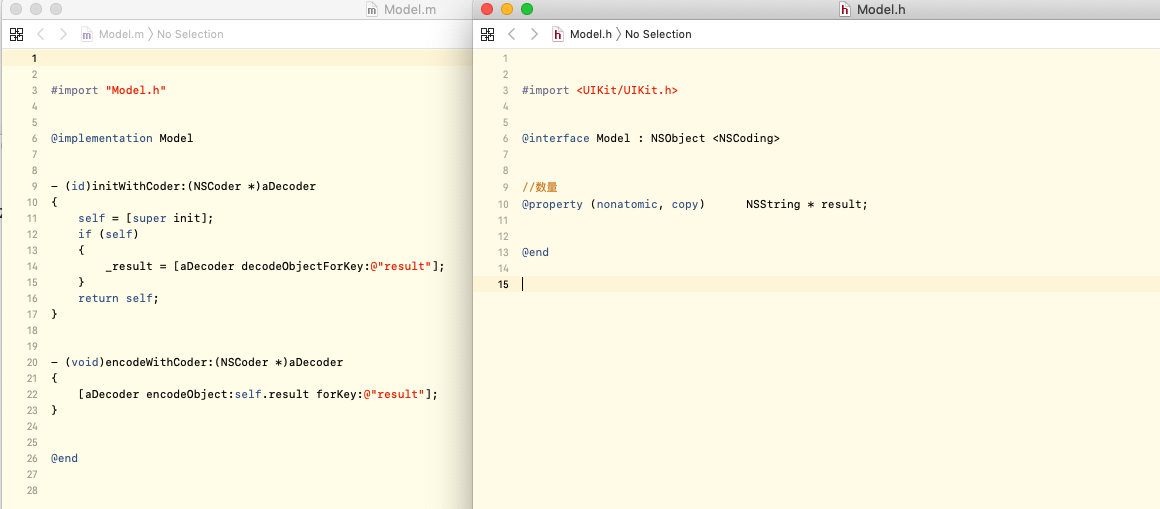 Model.m
Model.m 〉No Selection
1
2
3 #import "Model.h"
4
5
6 @implementation Model
7
8
9 - (id)initWithCoder:(NSCoder *)aDecoder
10 {
11     self = [super init];
12     if (self)
13     {
14         _result = [aDecoder decodeObjectForKey:@"result"];
15     }
16     return self;
17 }
18
19
20 - (void)encodeWithCoder:(NSCoder *)aDecoder
21 {
22     [aDecoder encodeObject:self.result forKey:@"result"];
23 }
24
25
26 @end
27
28
Model.h
Model.h 〉No Selection
1
2
3 #import <UIKit/UIKit.h>
4
5
6 @interface Model : NSObject <NSCoding>
7
8
9 //数量
10 @property (nonatomic, copy)      NSString * result;
11
12
13 @end
14
15